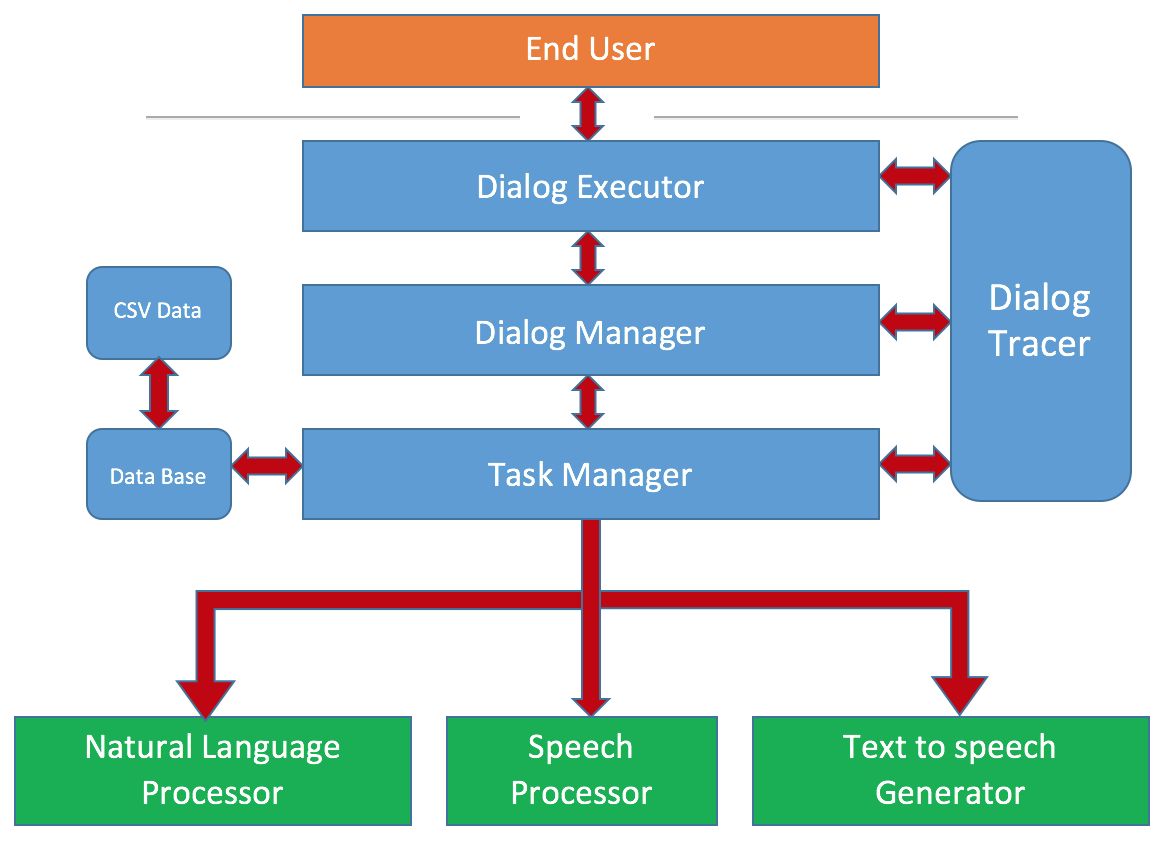 End User
Dialog Executor
CSV Data
Dialog Manager
Dialog
Tracer
Data Base
Task Manager
Natural Language
Processor
Speech
Processor
Text to speech
Generator